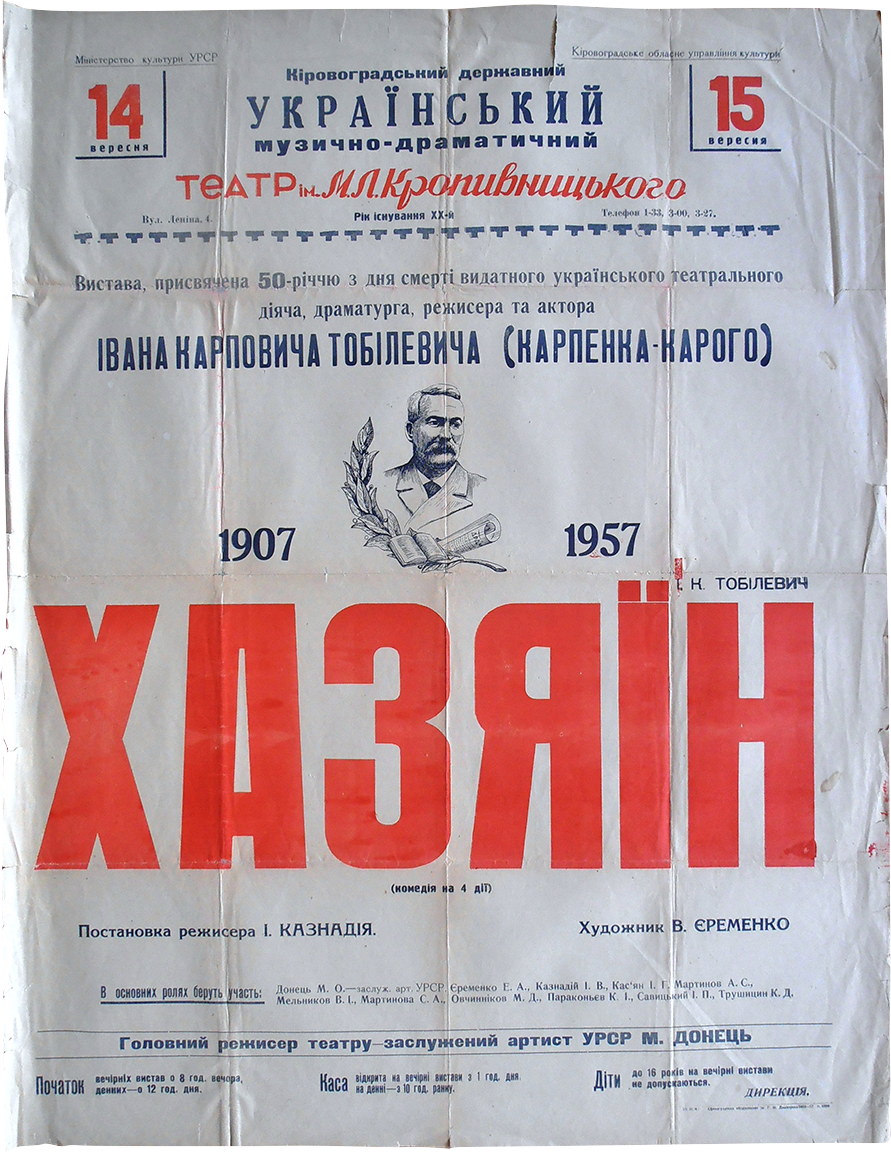 Міністерство культури УРСР
Кіровоградське обласне управління культури
14
вересня
15
вересня
Кіровоградський державний
УКРАЇНСЬКИЙ
музично-драматичний
ТЕАТР ім. М.Л.Кропивницького
Вул. Леніна, 4.
Рік існування XX-й
Телефон 1-33, 3-00, 3-27.
Вистава, присвячена 50-річчю з дня смерті видатного українського театрального
діяча, драматурга, режисера та актора
ІВАНА КАРПОВИЧА ТОБІЛЕВИЧА (КАРПЕНКА-КАРОГО)
1907
1957
І. К. ТОБІЛЕВИЧ
ХАЗЯЇН
(комедія на 4 дії)
Постановка режисера І. КАЗНАДІЯ.
Художник В. ЄРЕМЕНКО
В основних ролях беруть участь:
Донець М. О.—заслуж. арт. УРСР, Єременко Е. А., Казнадій І. В., Кас'ян І. Г. Мартинов А. С.,
Мельников В. І., Мартинова С. А., Овчинников М. Д., Параконьєв К. І., Савицький І. П., Трушицин К. Д.
Головний режисер театру—заслужений артист УРСР М. ДОНЕЦЬ
Початок вечірніх вистав о 8 год. вечора,
денних—о 12 год. дня.
Каса відкрита на вечірні вистави з 1 год. дня.
на денні—з 10 год. ранку.
Діти до 16 років на вечірні вистави
не допускаються.
ДИРЕКЦІЯ.